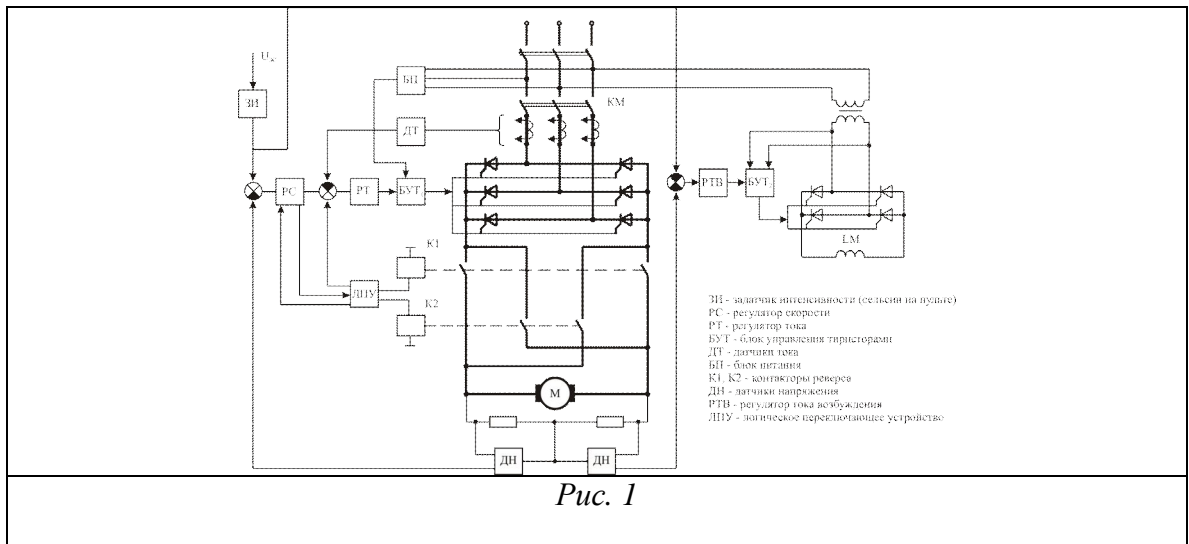 Uз
БП
ЗИ
КМ
ДТ
РС
РТ
БУТ
РТВ
БУТ
К1
LM
ЛПУ
К2
ЗИ - задатчик интенсивности (сельсин на пульте)
РС - регулятор скорости
РТ - регулятор тока
БУТ - блок управления тиристорами
ДТ - датчики тока
БП - блок питания
К1, К2 - контакторы реверса
ДН - датчики напряжения
РТВ - регулятор тока возбуждения
ЛПУ - логическое переключающее устройство
М
ДН
ДН
Рис. 1